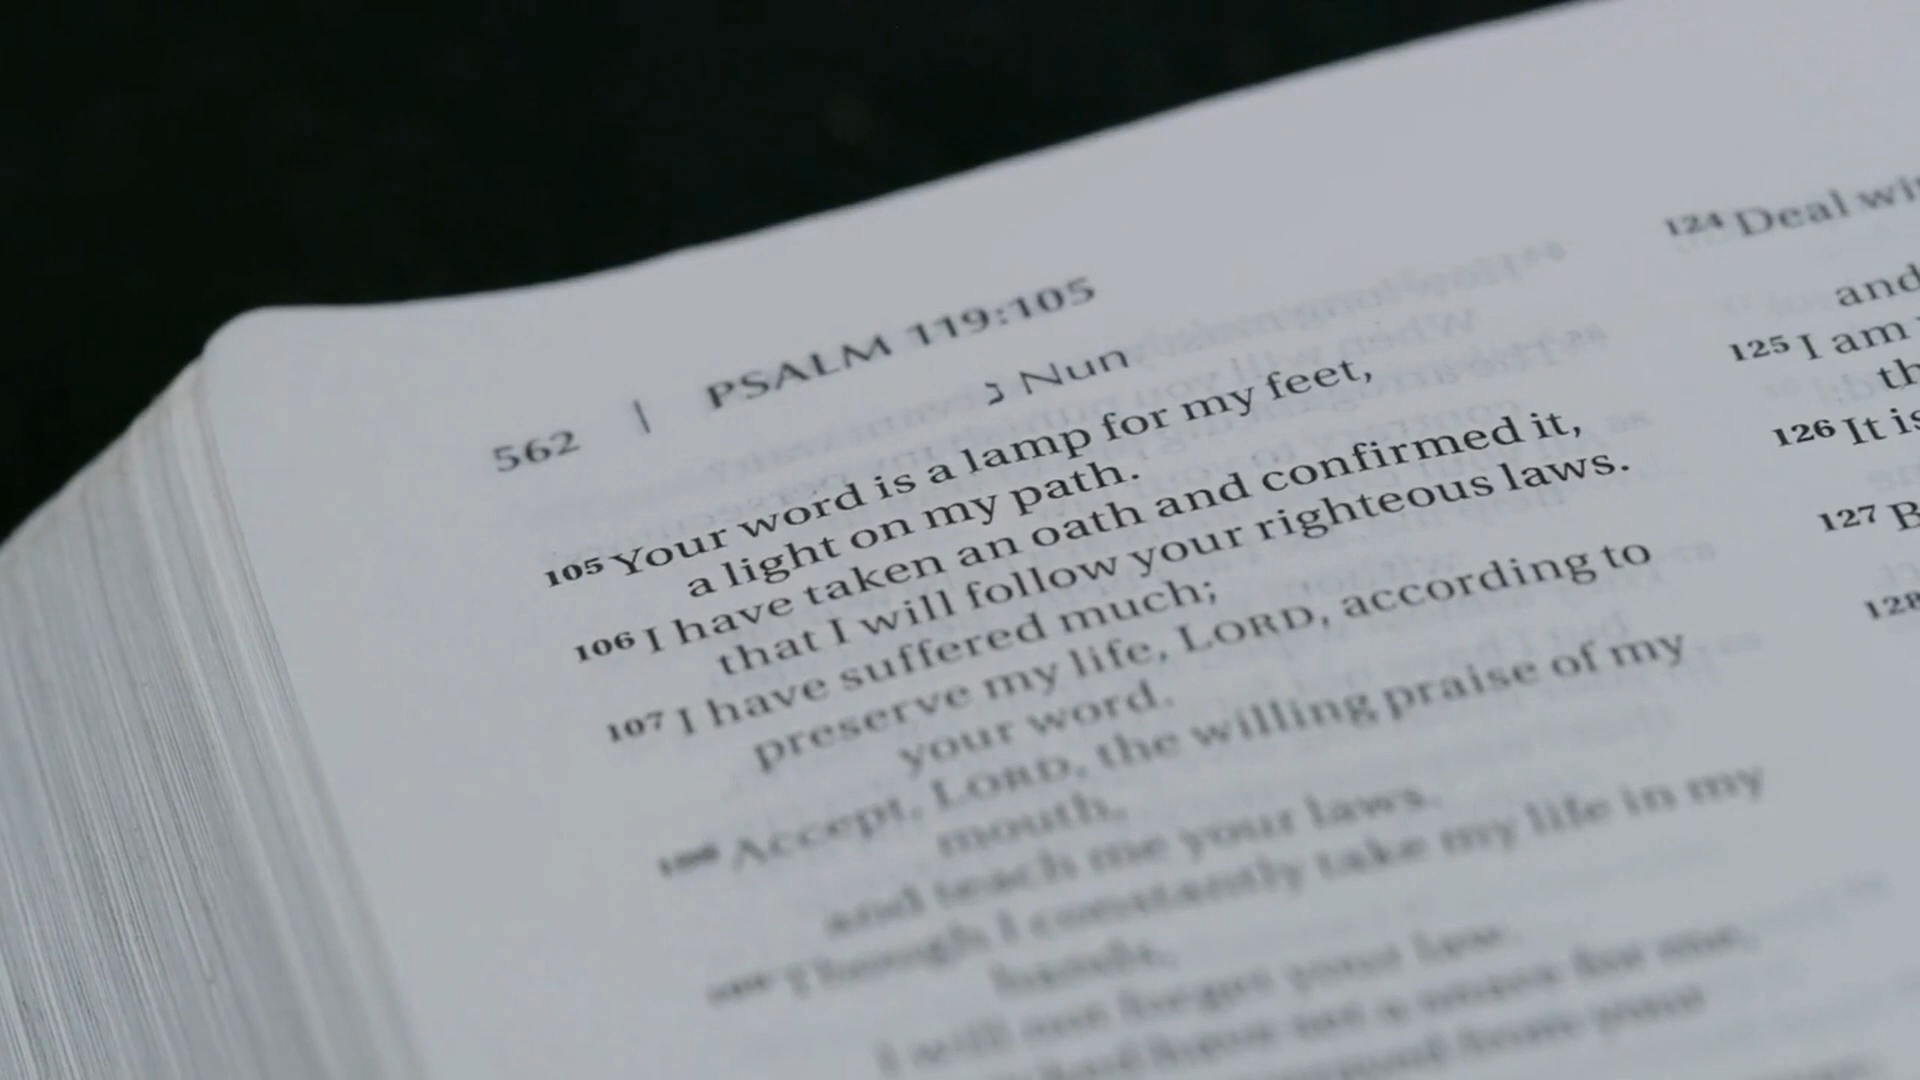 562 | PSALM 119:105
נ Nun
105 Your word is a lamp for my feet,
a light on my path.
106 I have taken an oath and confirmed it,
that I will follow your righteous laws.
107 I have suffered much;
preserve my life, LORD, according to
your word.
108 Accept, LORD, the willing praise of my
mouth,
and teach me your laws.
Though I constantly take my life in my
hands,
I will not forget your law.
124 Deal
and
125 I am
126 It is
127
128